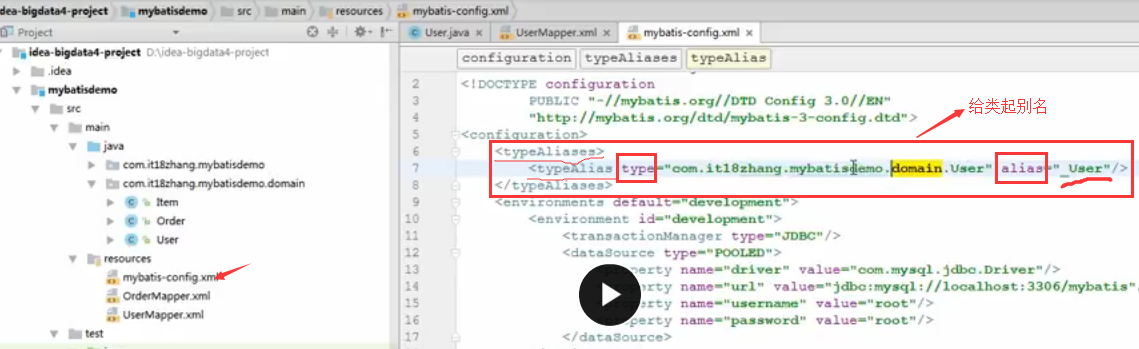 idea-bigdata4-project mybatisdemo src main resources mybatis-config.xml
Project
User.java UserMapper.xml mybatis-config.xml
idea-bigdata4-project D:\idea-bigdata4-project
.idea
mybatisdemo
src
main
java
com.it18zhang.mybatisdemo
com.it18zhang.mybatisdemo.domain
Item
Order
User
resources
mybatis-config.xml
OrderMapper.xml
UserMapper.xml
test
configuration typeAliases typeAlias
给类起别名
2 <!DOCTYPE configuration
3 PUBLIC "-//mybatis.org//DTD Config 3.0//EN"
4 "http://mybatis.org/dtd/mybatis-3-config.dtd">
5 <configuration>
6 <typeAliases>
7 <typeAlias type="com.it18zhang.mybatisdemo.domain.User" alias="_User"/>
8 </typeAliases>
9 <environments default="development">
10 <environment id="development">
11 <transactionManager type="JDBC"/>
12 <dataSource type="POOLED">
13 property name="driver" value="com.mysql.jdbc.Driver"/>
14 property name="url" value="jdbc:mysql://localhost:3306/mybatis"
15 property name="username" value="root"/>
16 property name="password" value="root"/>
17 </dataSource>